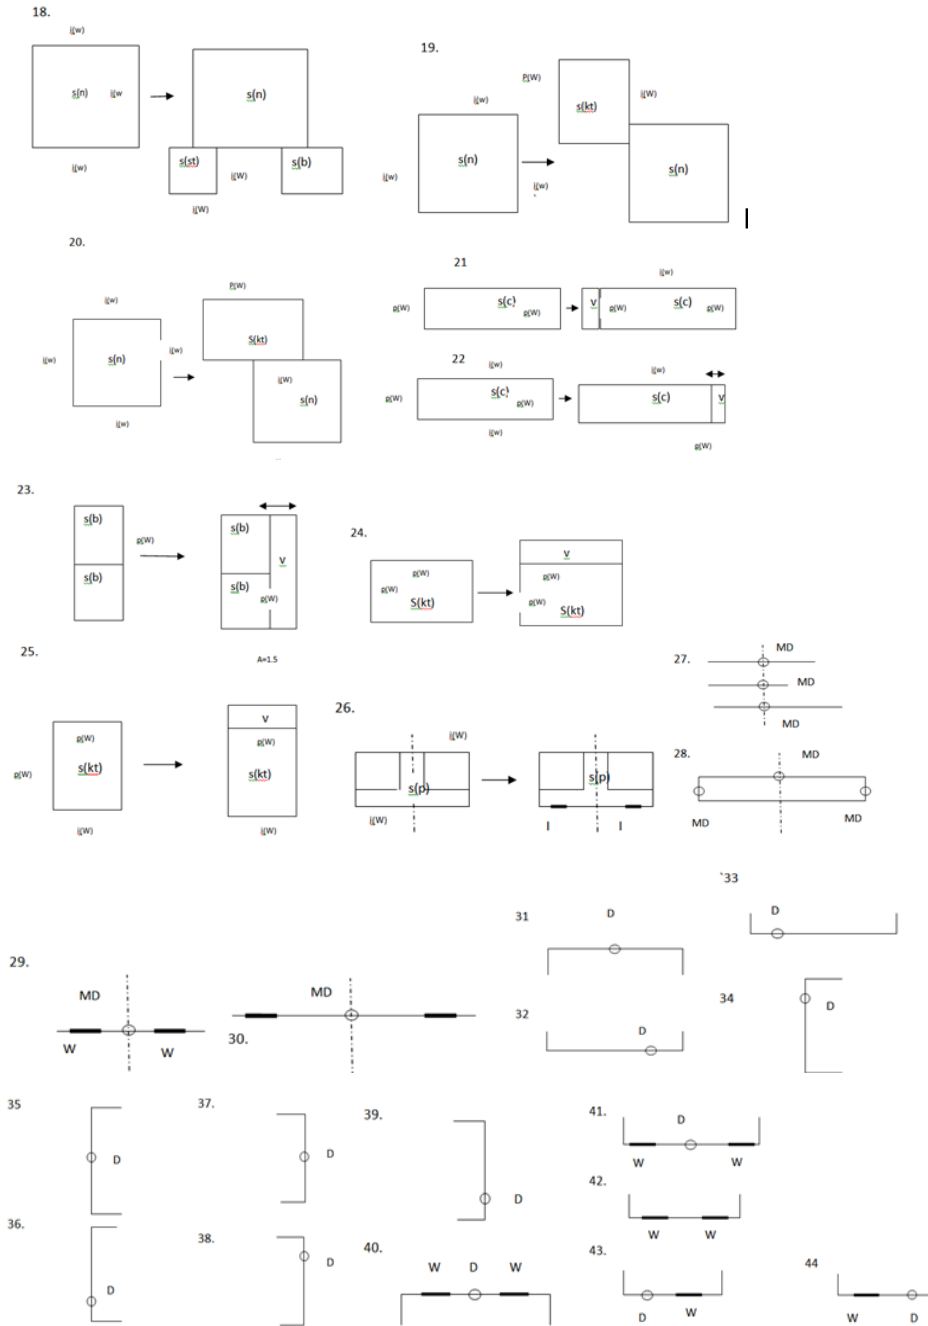 18.
i(w)
s(n) i(w
i(w)
s(n)
s(st) i(W) s(b)
i(W)
19.
P(W)
i(w) s(kt) i(W)
s(n)
i(w) i(w)
s(n)
20.
i(w)
i(w) s(n) i(w)
i(w)
P(W)
S(kt)
i(W)
s(n)
21
p(W) s(c) p(W)
i(w)
v p(W) s(c) p(W)
22
i(w)
p(W) s(c) p(W)
i(w)
i(w)
s(c) v
p(W)
23.
s(b)
p(W)
s(b)
s(b)
v
s(b)
p(W)
A=1.5
24.
p(W)
p(W)
S(kt)
v
p(W)
p(W)
S(kt)
25.
p(W)
p(W) s(kt)
i(W)
v
p(W)
s(kt)
i(W)
26.
i(W)
s(p)
i(W)
s(p)
I I
27.
MD
MD
MD
28.
MD
MD MD
29.
MD
W W
30.
MD
31
D
32
D
`33
D
34
D
35
D
36.
D
37.
D
38.
D
39.
D
40.
W D W
41.
D
W W
42.
W W
43.
D W
44
W D